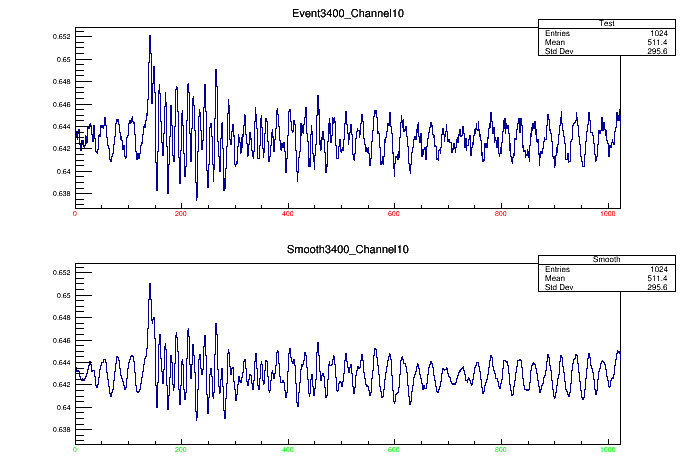 Event3400_Channel10
Test
Entries 1024
Mean 511.4
Std Dev 295.6
0.652
0.65
0.648
0.646
0.644
0.642
0.64
0.638
0 200 400 600 800 1000
Smooth3400_Channel10
Smooth
Entries 1024
Mean 511.4
Std Dev 295.6
0.652
0.65
0.648
0.646
0.644
0.642
0.64
0.638
0 200 400 600 800 1000